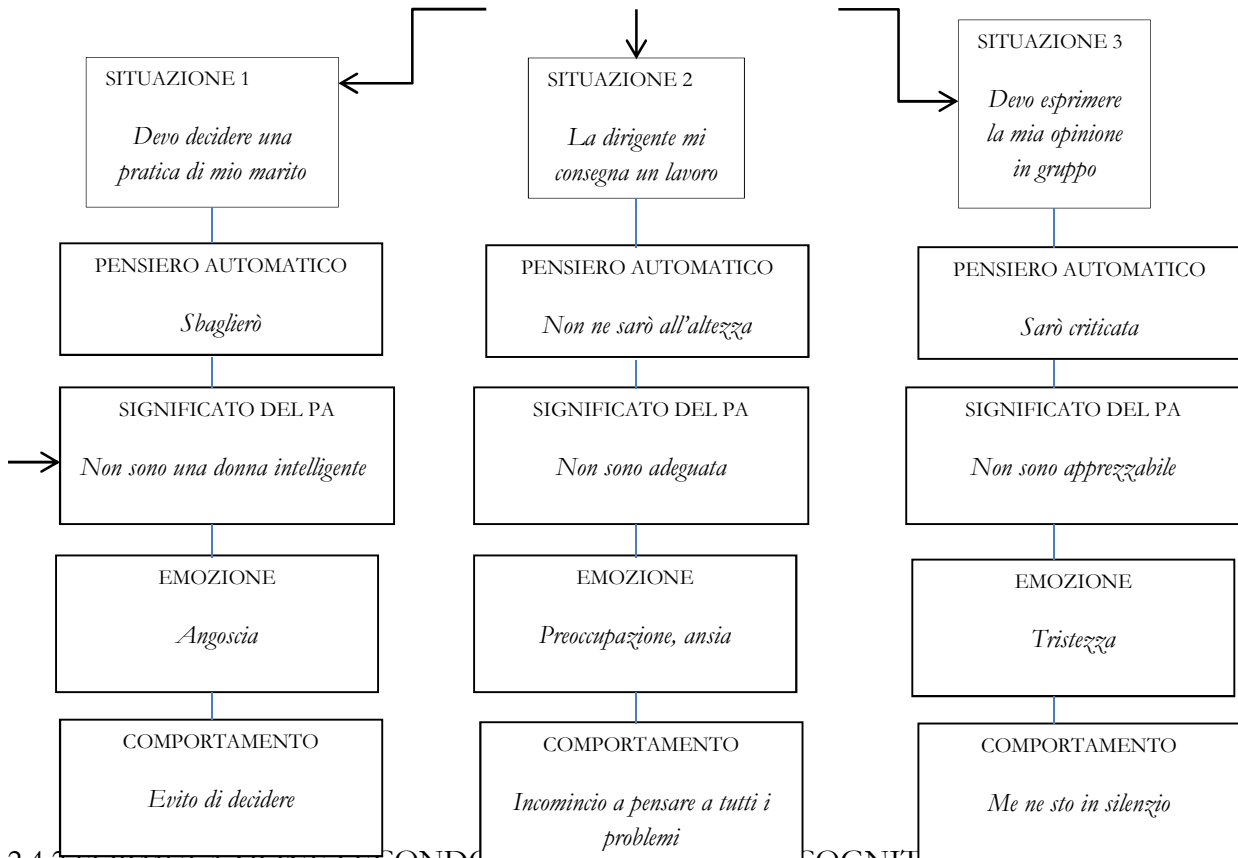 SITUAZIONE 1
Devo decidere una
pratica di mio marito
SITUAZIONE 2
La dirigente mi
consegna un lavoro
SITUAZIONE 3
Devo esprimere
la mia opinione
in gruppo
PENSIERO AUTOMATICO
Sbaglierò
PENSIERO AUTOMATICO
Non ne sarò all'altezza
PENSIERO AUTOMATICO
Sarò criticata
SIGNIFICATO DEL PA
Non sono una donna intelligente
SIGNIFICATO DEL PA
Non sono adeguata
SIGNIFICATO DEL PA
Non sono apprezzabile
EMOZIONE
Angoscia
EMOZIONE
Preoccupazione, ansia
EMOZIONE
Tristezza
COMPORTAMENTO
Evito di decidere
COMPORTAMENTO
Incomincio a pensare a tutti i
problemi
COMPORTAMENTO
Me ne sto in silenzio